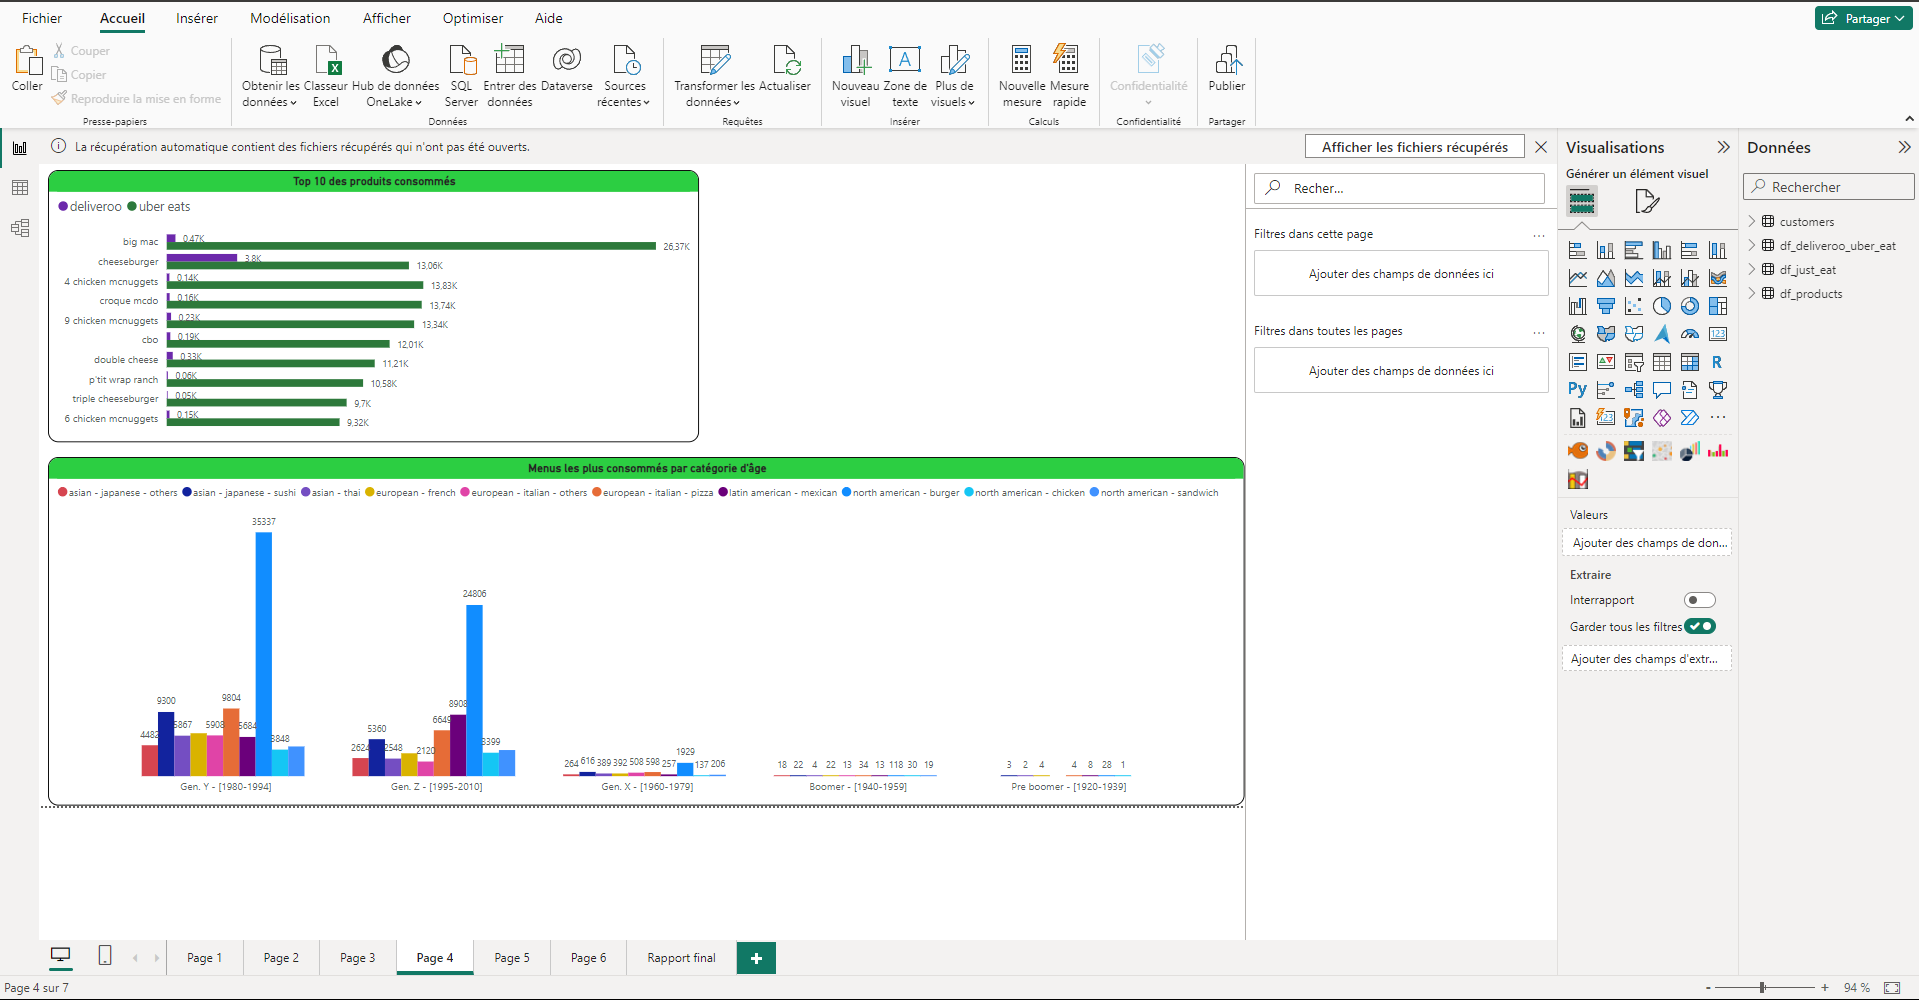 Fichier Accueil Insérer Modélisation Afficher Optimiser Aide Partager
Coller
Couper
Copier
Reproduire la mise en forme
Presse-papiers
Obtenir les données
Classeur Excel
Hub de données OneLake
SQL Server
Entrer des données
Dataverse
Sources récentes
Données
Transformer les données
Actualiser
Requêtes
Nouveau visuel
Zone de texte
Plus de visuels
Insérer
Nouvelle mesure
Mesure rapide
Calculs
Confidentialité
Confidentialité
Publier
Partager
La récupération automatique contient des fichiers récupérés qui n'ont pas été ouverts.
Afficher les fichiers récupérés
Top 10 des produits consommés
deliveroo uber eats
big mac 0,47K 26,37K
cheeseburger 3,8K 13,06K
4 chicken mcnuggets 0,14K 13,83K
croque mcdo 0,16K 13,74K
9 chicken mcnuggets 0,23K 13,34K
cbo 0,19K 12,01K
double cheese 0,33K 11,21K
p'tit wrap ranch 0,06K 10,58K
triple cheeseburger 0,05K 9,7K
6 chicken mcnuggets 0,15K 9,32K
Menus les plus consommés par catégorie d'âge
asian - japanese - others asian - japanese - sushi asian - thai european - french european - italian - others european - italian - pizza latin american - mexican north american - burger north american - chicken north american - sandwich
4482 9300 5867 5908 9804 5684 35337 3848
2624 5360 2548 2120 6649 8908 24806 3399
264 616 389 392 508 598 257 1929 137 206
18 22 4 22 13 34 13 118 30 19
3 2 4 4 8 28 1
Gen. Y - [1980-1994] Gen. Z - [1995-2010] Gen. X - [1960-1979] Boomer - [1940-1959] Pre boomer - [1920-1939]
Recher...
Filtres dans cette page ...
Ajouter des champs de données ici
Filtres dans toutes les pages ...
Ajouter des champs de données ici
Visualisations
Générer un élément visuel
123
R
Py
123
...
Valeurs
Ajouter des champs de don...
Extraire
Interrapport
Garder tous les filtres
Ajouter des champs d'extr...
Données
Rechercher
customers
df_deliveroo_uber_eat
df_just_eat
df_products
Page 1 Page 2 Page 3 Page 4 Page 5 Page 6 Rapport final +
Page 4 sur 7
- + 94 %